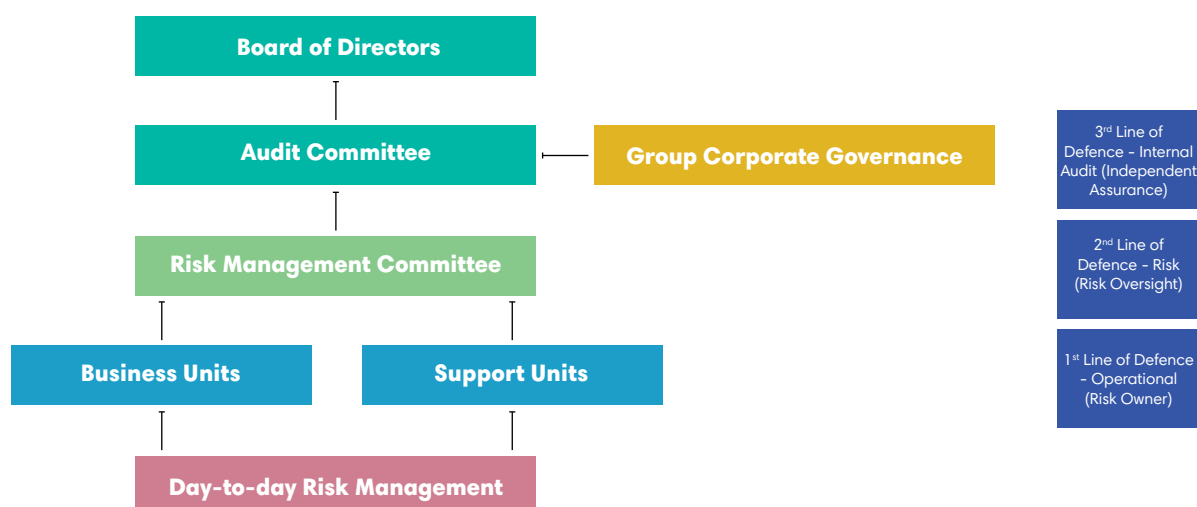 Board of Directors
Audit Committee
Group Corporate Governance
3rd Line of
Defence - Internal
Audit (Independent
Assurance)
Risk Management Committee
2nd Line of
Defence - Risk
(Risk Oversight)
Business Units
Support Units
1st Line of Defence
- Operational
(Risk Owner)
Day-to-day Risk Management